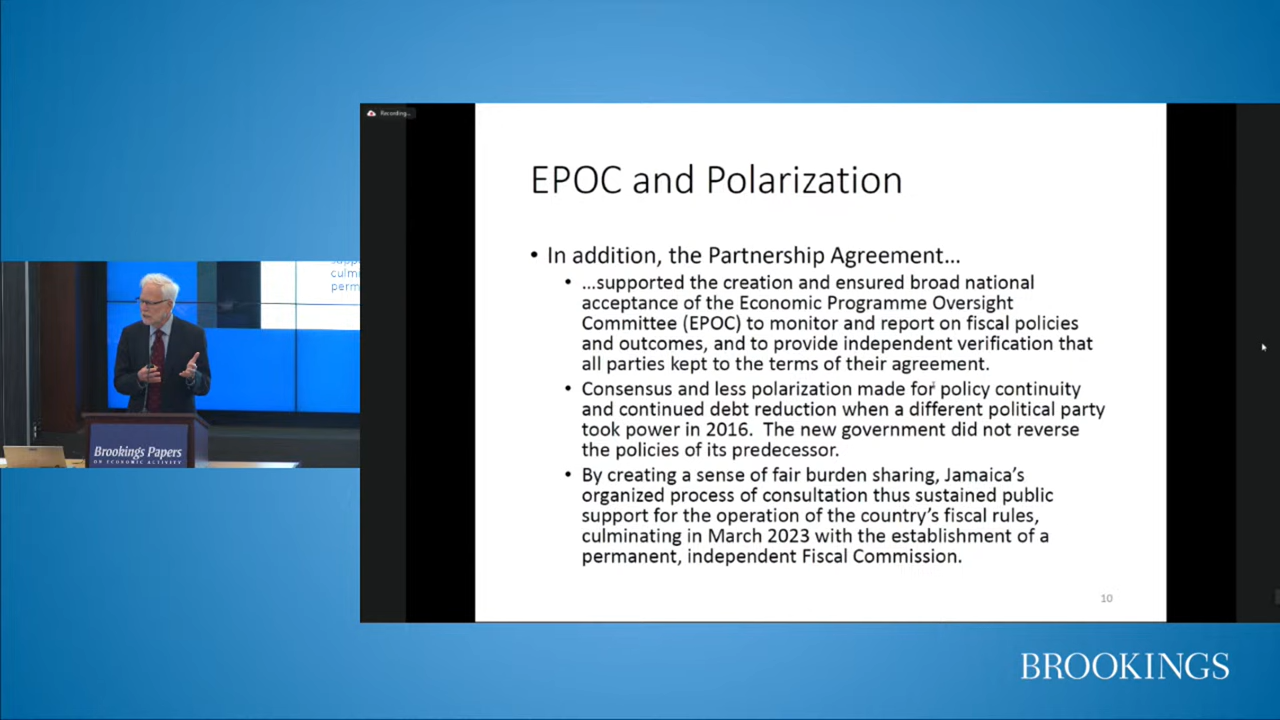 Recording...
EPOC and Polarization
• In addition, the Partnership Agreement...
• ...supported the creation and ensured broad national
acceptance of the Economic Programme Oversight
Committee (EPOC) to monitor and report on fiscal policies
and outcomes, and to provide independent verification that
all parties kept to the terms of their agreement.
• Consensus and less polarization made for policy continuity
and continued debt reduction when a different political party
took power in 2016.  The new government did not reverse
the policies of its predecessor.
• By creating a sense of fair burden sharing, Jamaica's
organized process of consultation thus sustained public
support for the operation of the country's fiscal rules,
culminating in March 2023 with the establishment of a
permanent, independent Fiscal Commission.
10
culmi
perm
Brookings Papers
ON ECONOMIC ACTIVITY
BROOKINGS